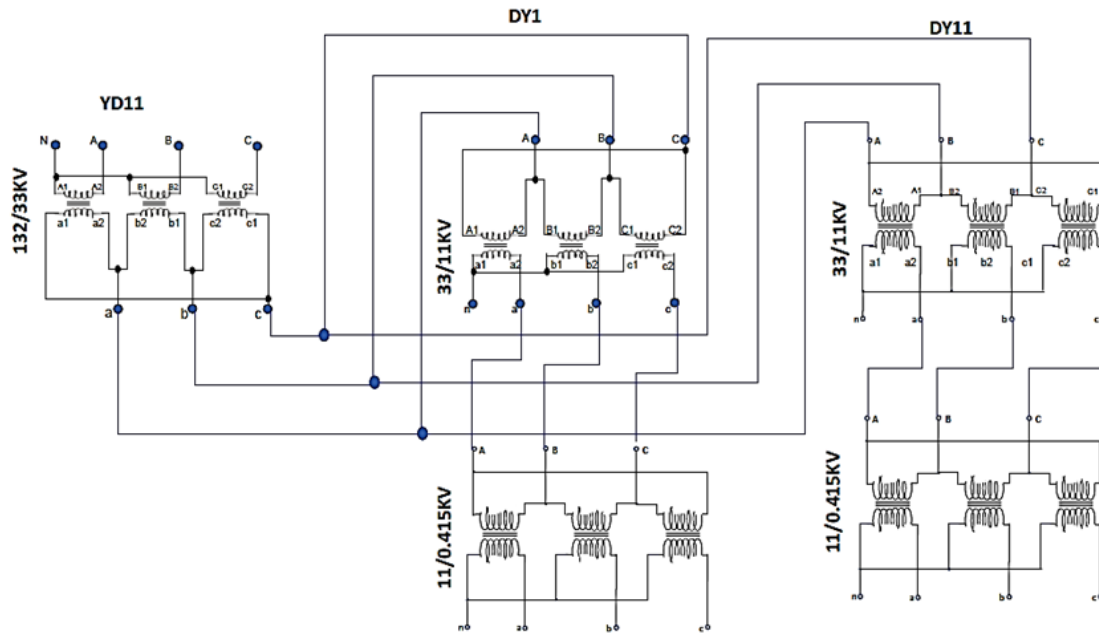 DY1
DY11
YD11
N A B C
132/33KV
A1 A2 B1 B2 C1 C2
a1 a2 b2 b1 c2 c1
a b c
A B C
33/11KV
A1 A2 B1 B2 C1 C2
a1 a2 b1 b2 c1 c2
n a b c
A B C
33/11KV
A2 A1 B2 B1 C2 C1
a1 a2 b1 b2 c1 c2
n a b c
A B C
11/0.415KV
n a b c
A B C
11/0.415KV
n a b c